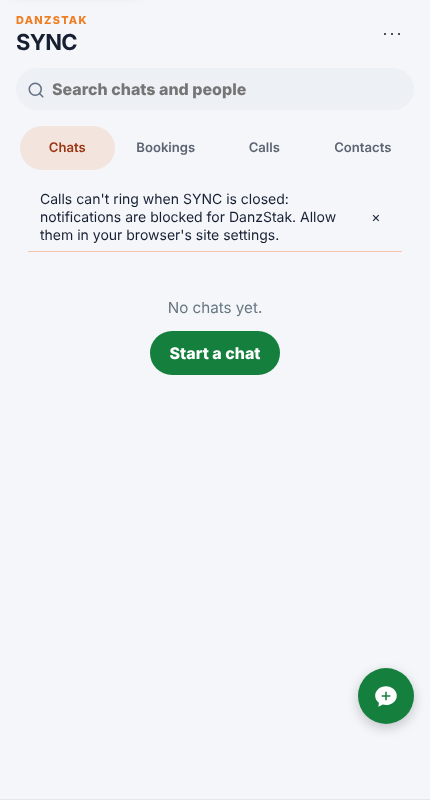 DANZSTAK
SYNC
...
Search chats and people
Chats Bookings Calls Contacts
Calls can't ring when SYNC is closed:
notifications are blocked for DanzStak. Allow
them in your browser's site settings.
×
No chats yet.
Start a chat